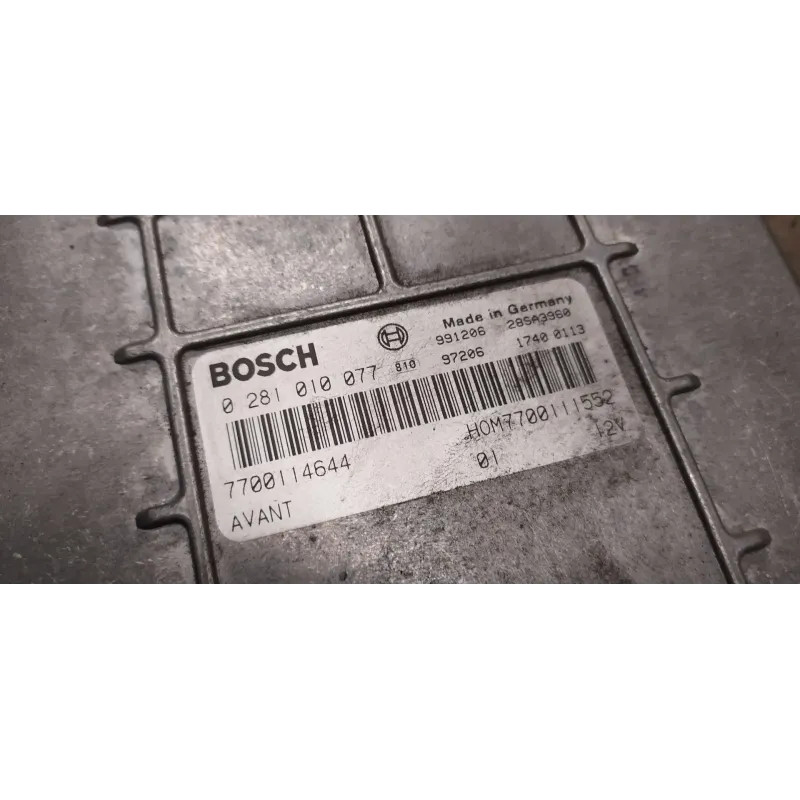 Made in Germany
BOSCH 991206 28SA3960
0 281 010 077 810 97206 1740 0113
7700114644 HOM7700111552
AVANT 01 12V